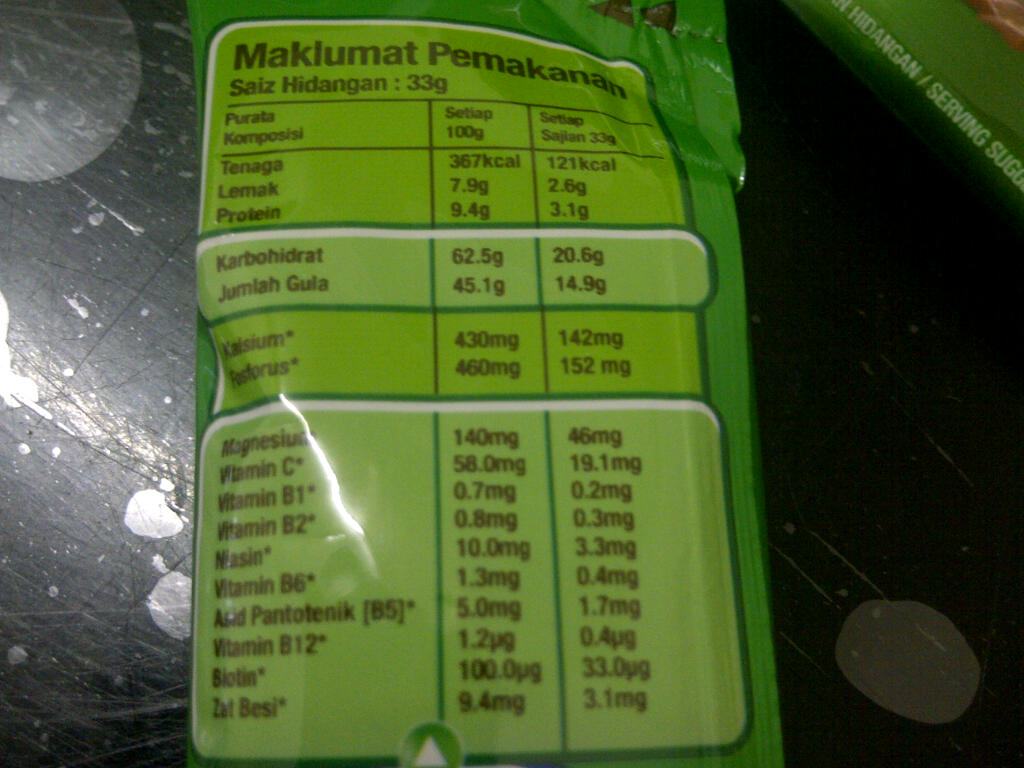 Maklumat Pemakanan
Saiz Hidangan : 33g
Purata Komposisi Setiap 100g Setiap Sajian 33g
Tenaga 367kcal 121kcal
Lemak 7.9g 2.6g
Protein 9.4g 3.1g
Karbohidrat 62.5g 20.6g
Jumlah Gula 45.1g 14.9g
Kalsium* 430mg 142mg
Fosforus* 460mg 152 mg
Magnesium* 140mg 46mg
Vitamin C* 58.0mg 19.1mg
Vitamin B1* 0.7mg 0.2mg
Vitamin B2* 0.8mg 0.3mg
Niasin* 10.0mg 3.3mg
Vitamin B6* 1.3mg 0.4mg
Asid Pantotenik [B5]* 5.0mg 1.7mg
Vitamin B12* 1.2µg 0.4µg
Biotin* 100.0µg 33.0µg
Zat Besi* 9.4mg 3.1mg
HIDANGAN / SERVING